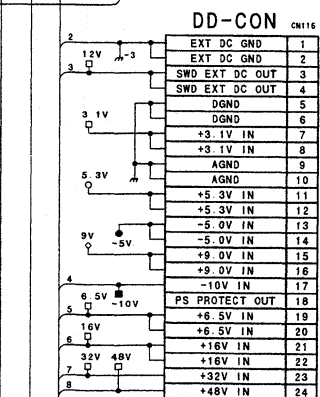 DD-CON CN116
2 EXT DC GND 1
12V -3 EXT DC GND 2
3 SWD EXT DC OUT 3
SWD EXT DC OUT 4
DGND 5
3.1V DGND 6
+3.1V IN 7
+3.1V IN 8
AGND 9
5.3V AGND 10
+5.3V IN 11
+5.3V IN 12
-5.0V IN 13
9V -5V -5.0V IN 14
+9.0V IN 15
+9.0V IN 16
4 -10V IN 17
6.5V -10V PS PROTECT OUT 18
5 +6.5V IN 19
16V +6.5V IN 20
6 +16V IN 21
32V 48V +16V IN 22
7 +32V IN 23
8 +48V IN 24